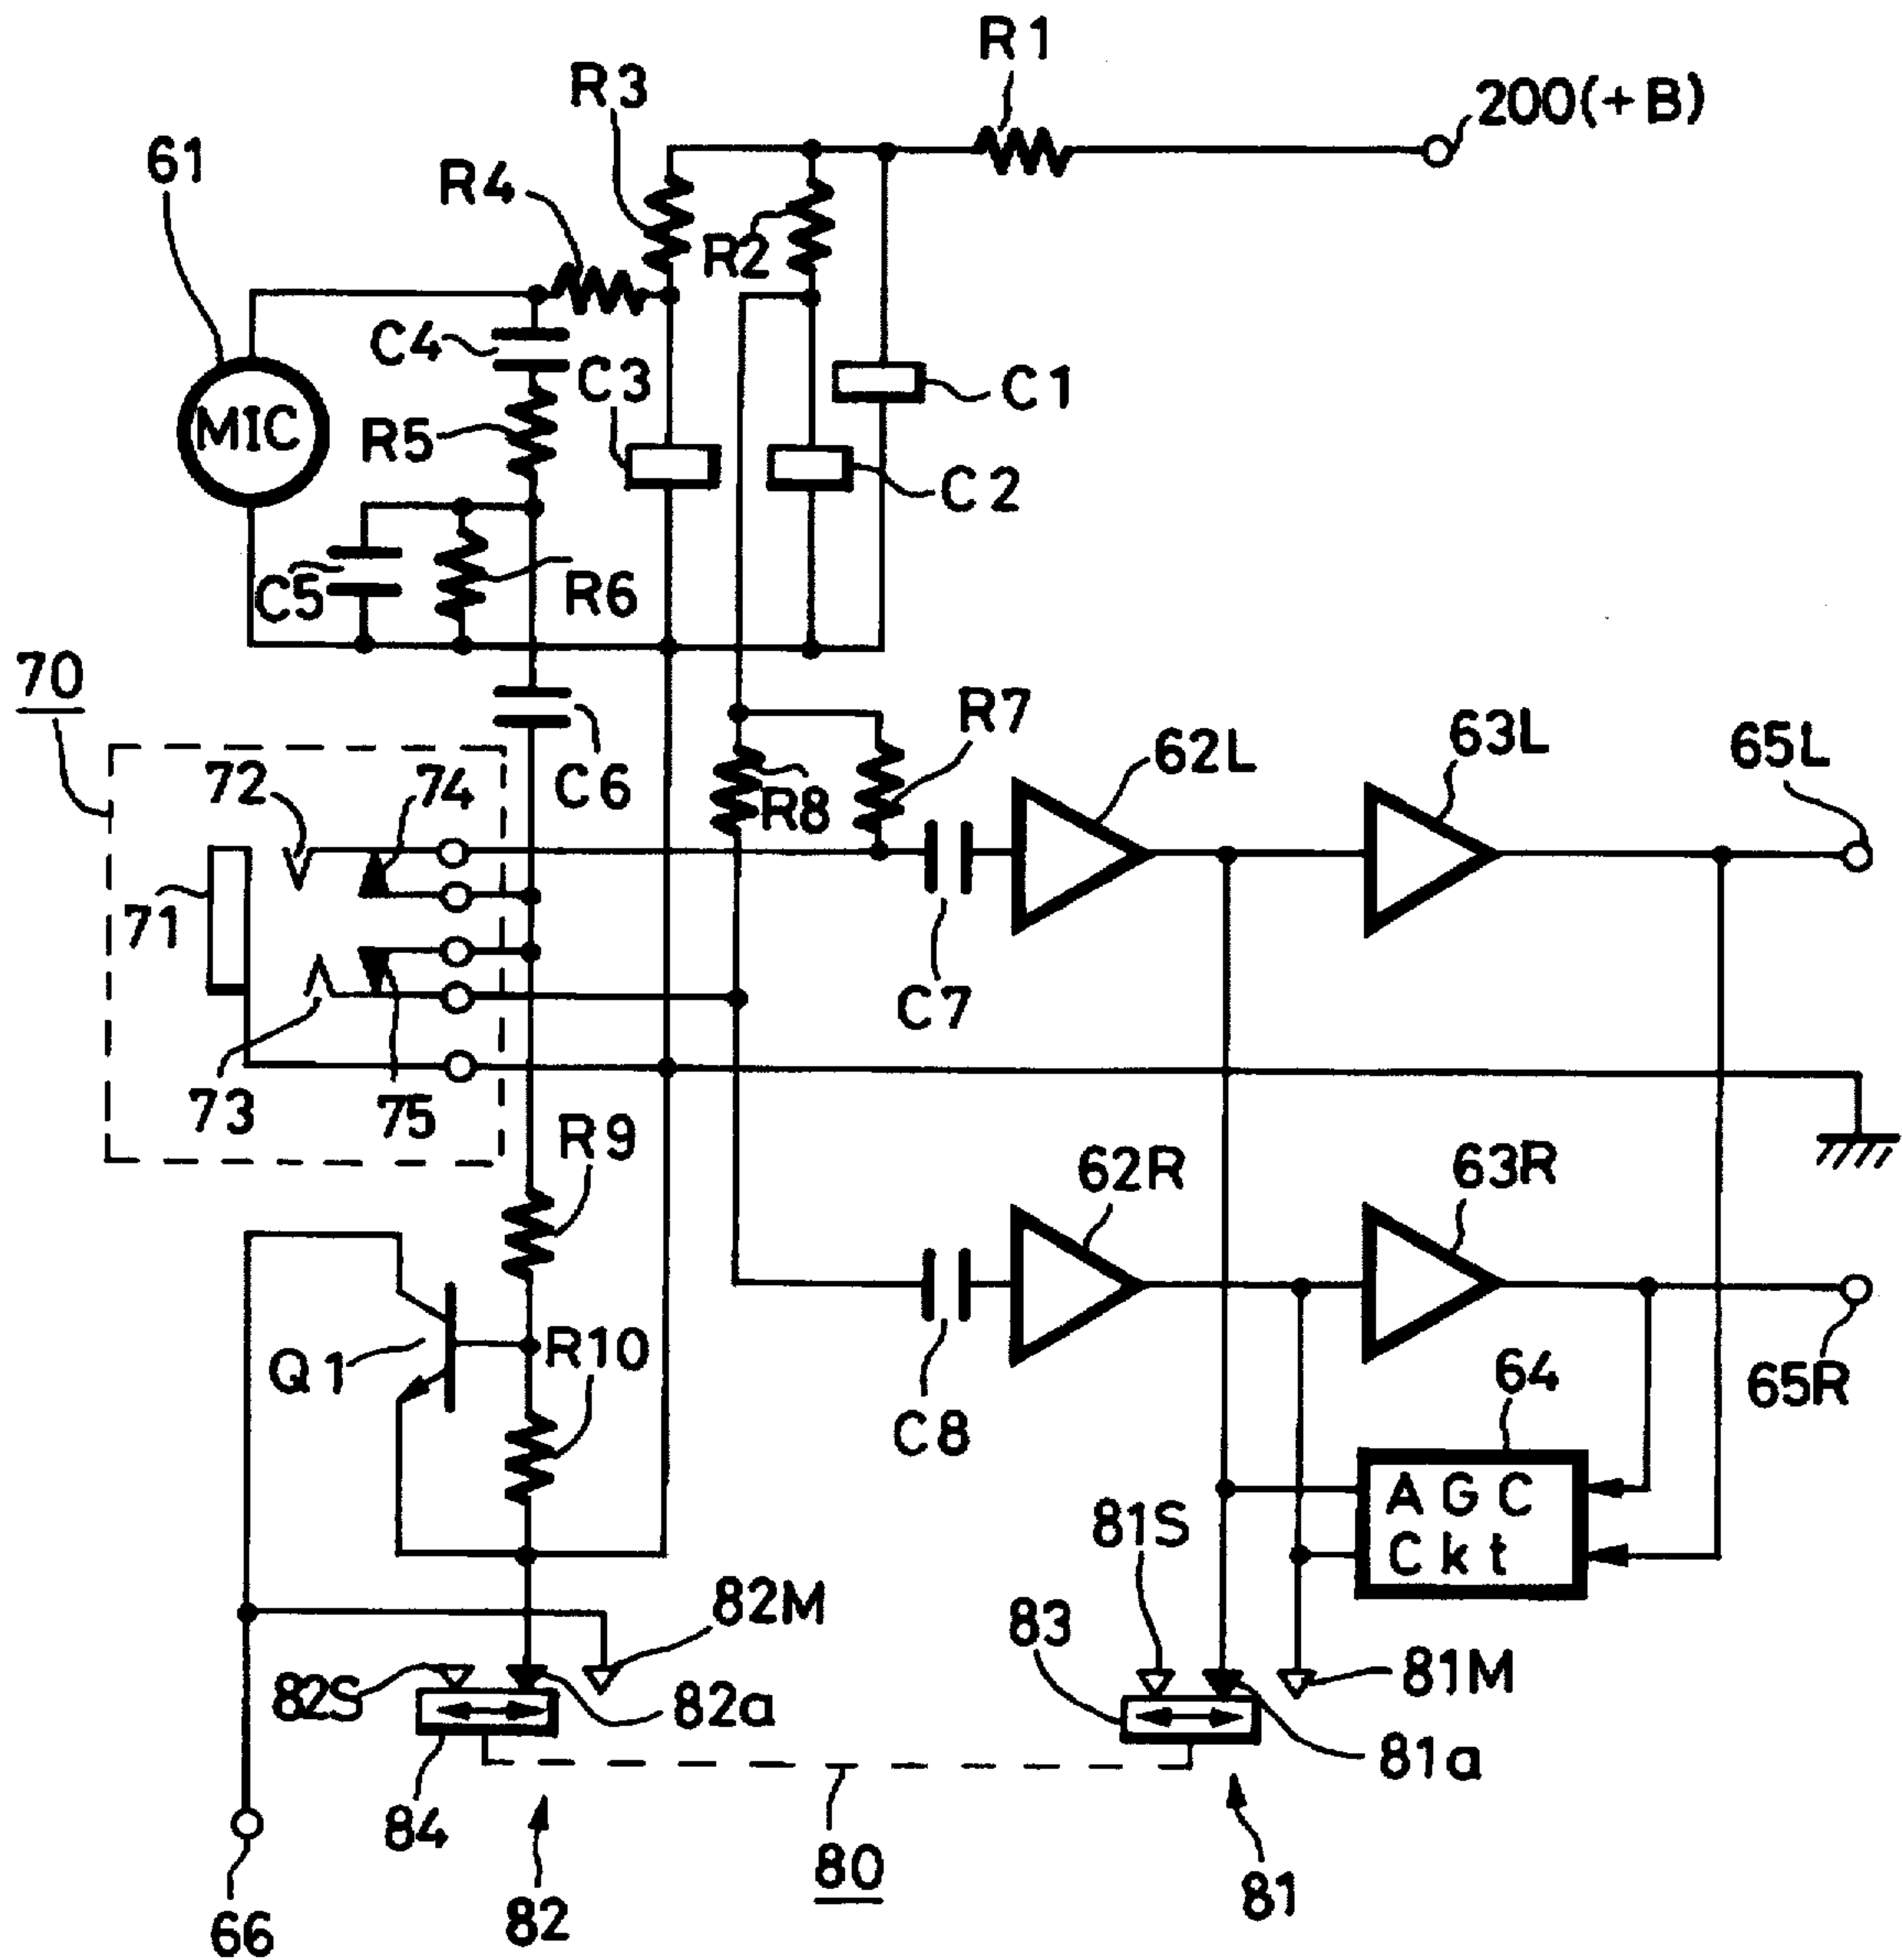 R1
R3
200(+B)
61
R4
R2
C4
C3
C1
MIC
R5
C2
C5
R6
70
R7
62L
63L
65L
72
74
C6
R8
71
C7
73
75
R9
62R
63R
Q1
R10
64
65R
C8
AGC
Ckt
81S
82M
83
82S
82a
81M
81a
84
80
66
82
81